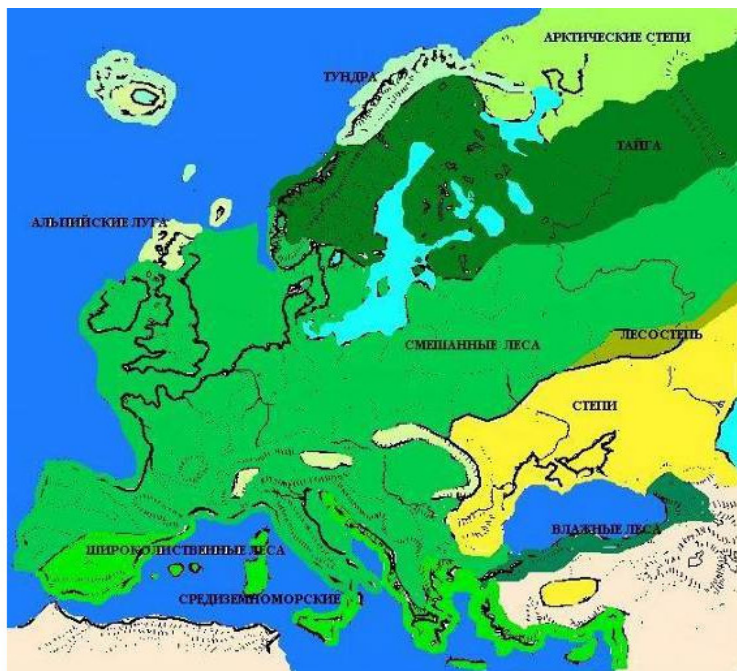 АРКТИЧЕСКИЕ СТЕПИ
ТУНДРА
ТАЙГА
АЛЬПИЙСКИЕ ЛУГА
ЛЕСОСТЕПЬ
СМЕШАННЫЕ ЛЕСА
СТЕПИ
ВЛАЖНЫЕ ЛЕСА
ШИРОКОЛИСТВЕННЫЕ ЛЕСА
СРЕДИЗЕМНОМОРСКИЕ